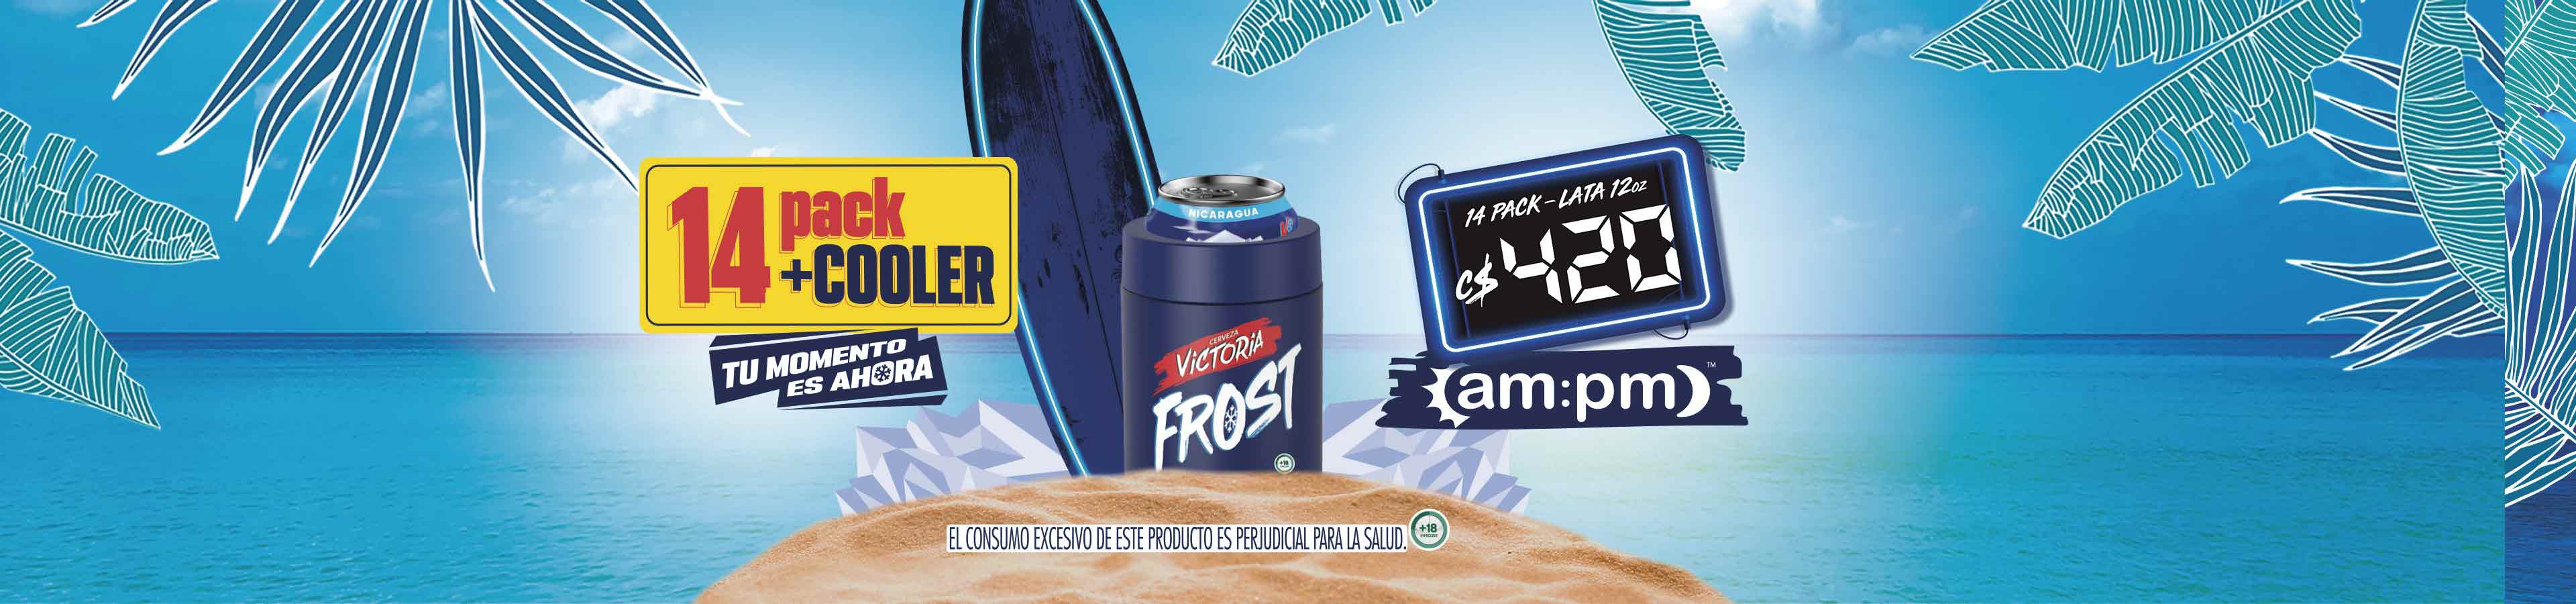 14 pack
+COOLER
TU MOMENTO
ES AHORA
NICARAGUA
CERVEZA
VICTORIA
FROST
+18
14 PACK - LATA 12oz
C$420
(am:pm)™
EL CONSUMO EXCESIVO DE ESTE PRODUCTO ES PERJUDICIAL PARA LA SALUD.
+18